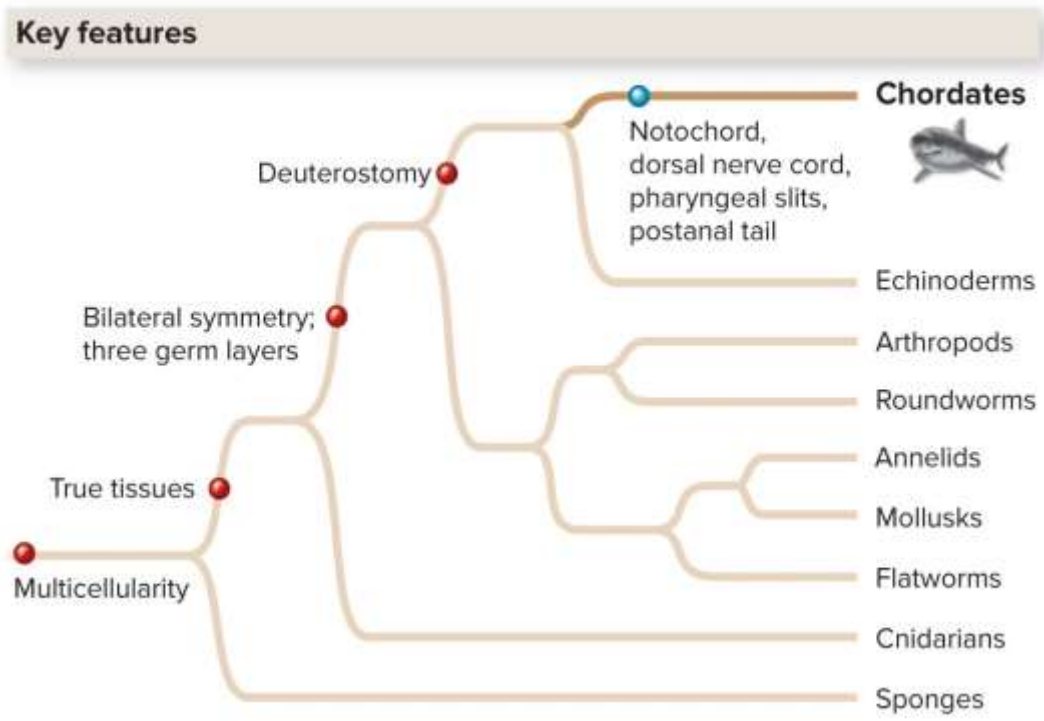 Key features
Chordates
Notochord,
dorsal nerve cord,
pharyngeal slits,
postanal tail
Deuterostomy
Echinoderms
Bilateral symmetry;
three germ layers
Arthropods
Roundworms
Annelids
True tissues
Mollusks
Multicellularity
Flatworms
Cnidarians
Sponges